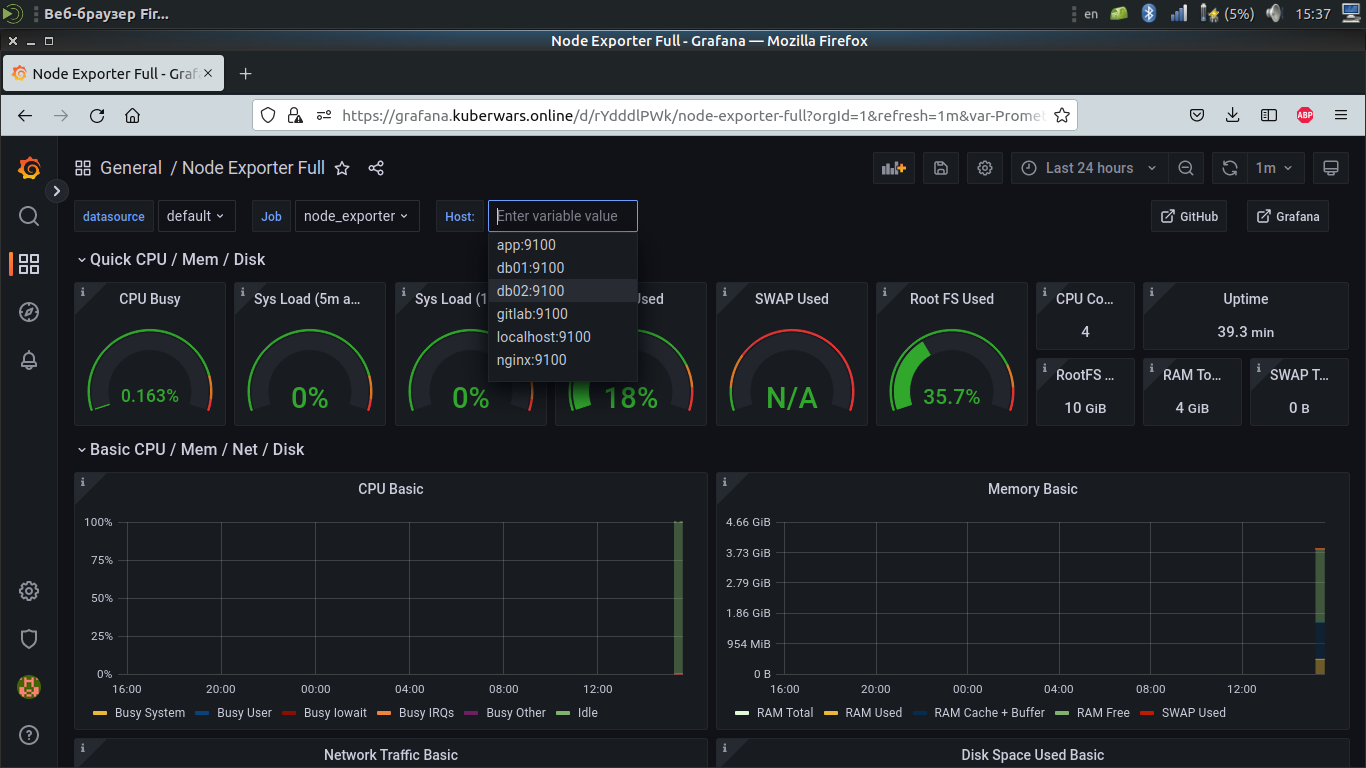 Веб-браузер Fir...
en (5%) 15:37
Node Exporter Full - Grafana — Mozilla Firefox
Node Exporter Full - Graf
https://grafana.kuberwars.online/d/rYdddlPWk/node-exporter-full?orgId=1&refresh=1m&var-Promet
ABP
General / Node Exporter Full
Last 24 hours
1m
datasource
default
Job
node_exporter
Host:
Enter variable value
GitHub
Grafana
app:9100
db01:9100
db02:9100
gitlab:9100
localhost:9100
nginx:9100
Quick CPU / Mem / Disk
CPU Busy
0.163%
Sys Load (5m a...
0%
Sys Load (1
0%
Used
18%
SWAP Used
N/A
Root FS Used
35.7%
CPU Co...
4
Uptime
39.3 min
RootFS ...
10 GiB
RAM To...
4 GiB
SWAP T...
0 B
Basic CPU / Mem / Net / Disk
CPU Basic
100%
75%
50%
25%
0%
16:00 20:00 00:00 04:00 08:00 12:00
Busy System Busy User Busy Iowait Busy IRQs Busy Other Idle
Memory Basic
4.66 GiB
3.73 GiB
2.79 GiB
1.86 GiB
954 MiB
0 B
16:00 20:00 00:00 04:00 08:00 12:00
RAM Total RAM Used RAM Cache + Buffer RAM Free SWAP Used
Network Traffic Basic
Disk Space Used Basic